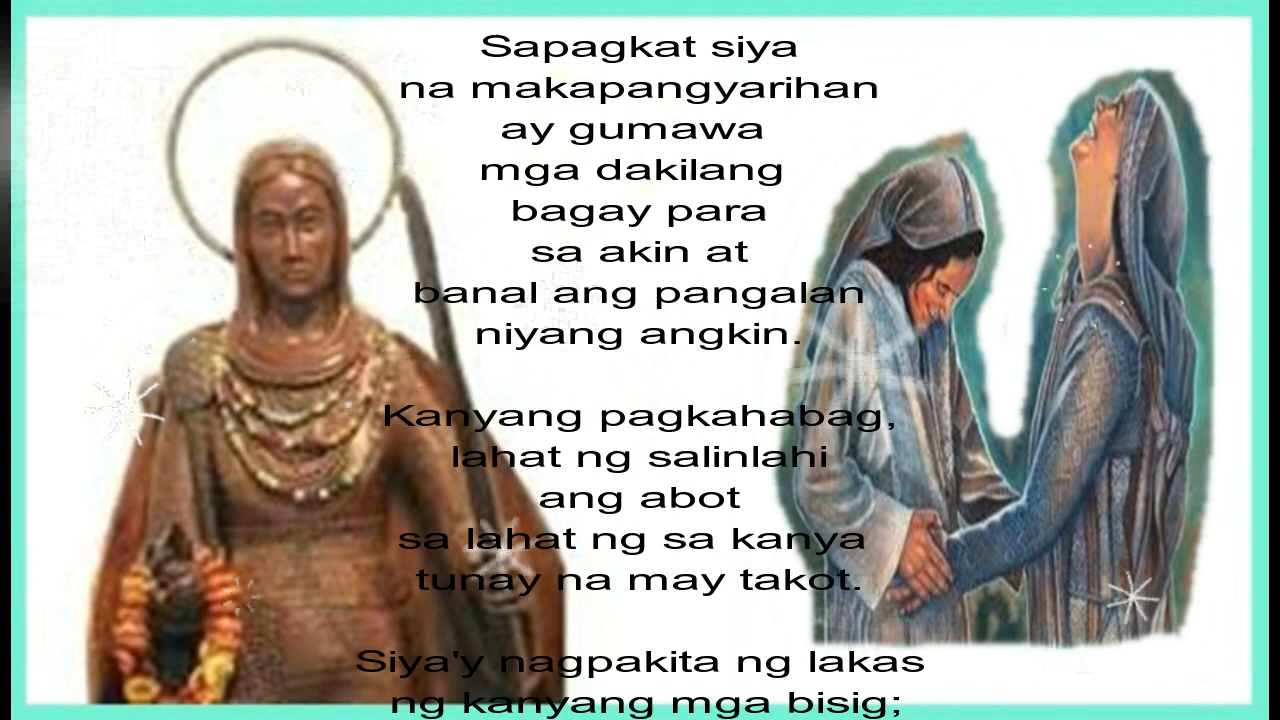 Sapagkat siya
na makapangyarihan
ay gumawa
mga dakilang
bagay para
sa akin at
banal ang pangalan
niyang angkin.
Kanyang pagkahabag,
lahat ng salinlahi
ang abot
sa lahat ng sa kanya
tunay na may takot.
Siya'y nagpakita ng lakas
ng kanyang mga bisig;